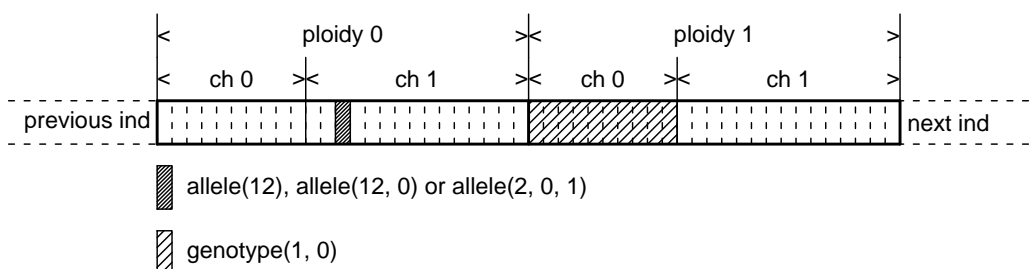 ploidy 0 ploidy 1
ch 0 ch 1 ch 0 ch 1
previous ind next ind
allele(12), allele(12, 0) or allele(2, 0, 1)
genotype(1, 0)